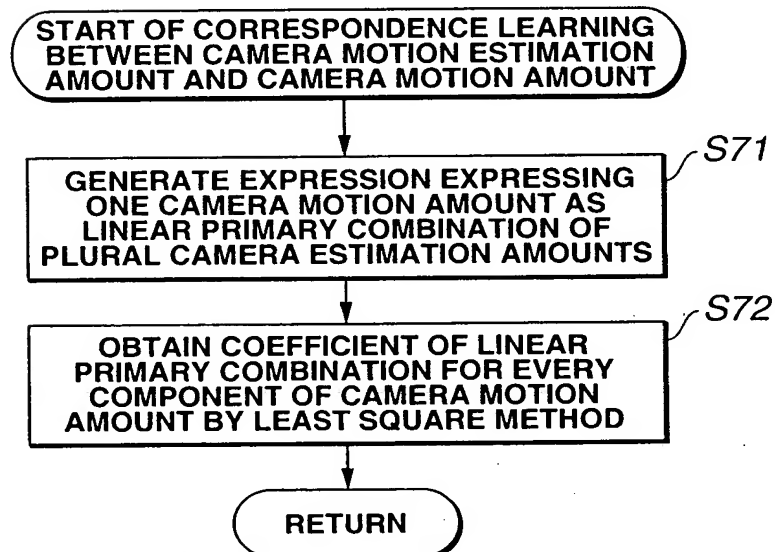 START OF CORRESPONDENCE LEARNING
BETWEEN CAMERA MOTION ESTIMATION
AMOUNT AND CAMERA MOTION AMOUNT
S71
GENERATE EXPRESSION EXPRESSING
ONE CAMERA MOTION AMOUNT AS
LINEAR PRIMARY COMBINATION OF
PLURAL CAMERA ESTIMATION AMOUNTS
S72
OBTAIN COEFFICIENT OF LINEAR
PRIMARY COMBINATION FOR EVERY
COMPONENT OF CAMERA MOTION
AMOUNT BY LEAST SQUARE METHOD
RETURN